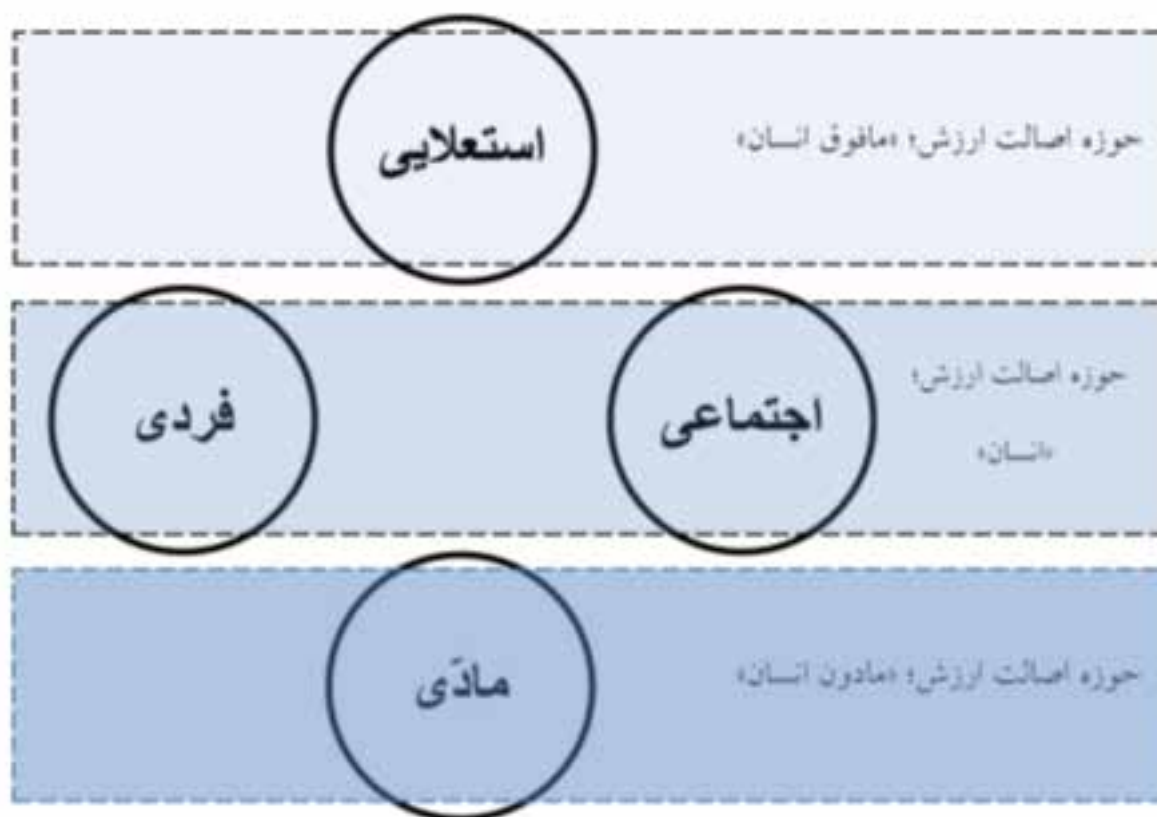 حوزه اصالت ارزش؛ «مافوق انسان»
استعلایی
حوزه اصالت ارزش؛
«انسان»
اجتماعی
فردی
حوزه اصالت ارزش؛ «مادون انسان»
مادّی